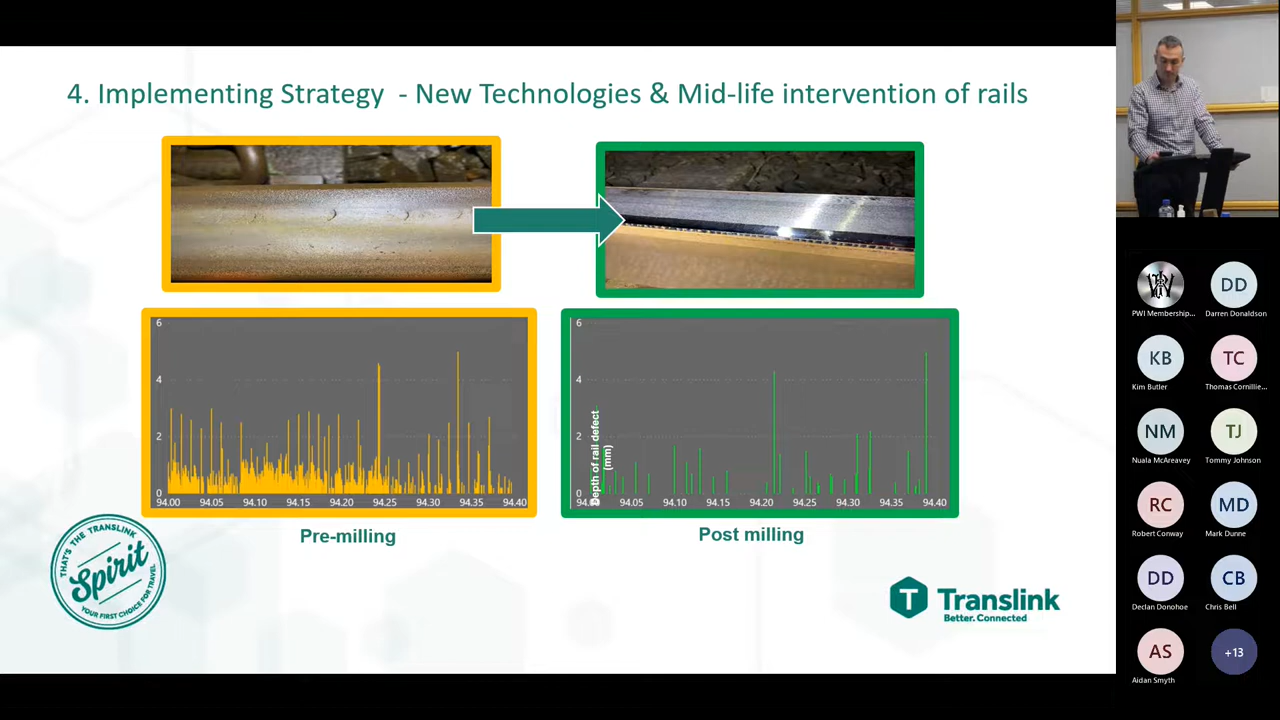 4. Implementing Strategy - New Technologies & Mid-life intervention of rails
6
4
2
0
94.00 94.05 94.10 94.15 94.20 94.25 94.30 94.35 94.40
Pre-milling
6
4
2
0
Depth of rail defect
(mm)
94.05 94.10 94.15 94.20 94.25 94.30 94.35 94.40
Post milling
THAT'S THE TRANSLINK
Spirit
YOUR FIRST CHOICE FOR TRAVEL
T Translink
Better. Connected
PWI Membership...
DD
Darren Donaldson
KB
Kim Butler
TC
Thomas Cornillie...
NM
Nuala McAreavey
TJ
Tommy Johnson
RC
Robert Conway
MD
Mark Dunne
DD
Declan Donohoe
CB
Chris Bell
AS
Aidan Smyth
+13